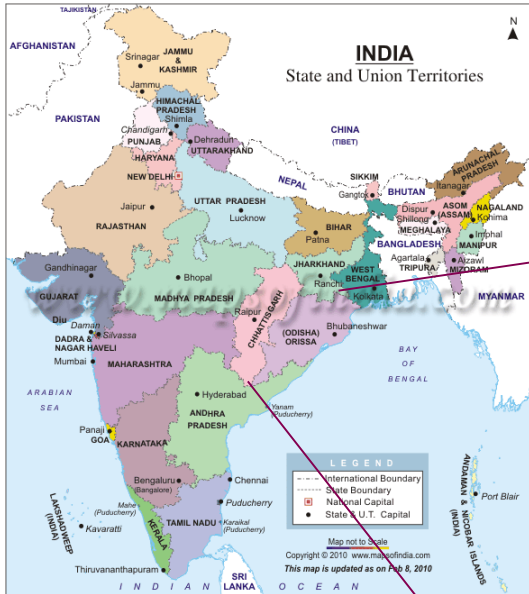 TAJIKISTAN
AFGHANISTAN
JAMMU
&
KASHMIR
Srinagar
Jammu
N
INDIA
State and Union Territories
HIMACHAL
PRADESH
Shimla
PAKISTAN
Chandigarh
PUNJAB
Dehradun
UTTARAKHAND
HARYANA
NEW DELHI
CHINA
(TIBET)
NEPAL
SIKKIM
Gangtok
BHUTAN
ARUNACHAL
PRADESH
Itanagar
ASOM
(ASSAM)
Dispur
Shillong
MEGHALAYA
NAGALAND
Kohima
Imphal
MANIPUR
BANGLADESH
Agartala
TRIPURA
Aizawl
MIZORAM
MYANMAR
Jaipur
RAJASTHAN
UTTAR PRADESH
Lucknow
BIHAR
Patna
JHARKHAND
Ranchi
WEST
BENGAL
Kolkata
Gandhinagar
GUJARAT
Bhopal
MADHYA PRADESH
www.mapsofindia.com
Raipur
CHHATTISGARH
(ODISHA)
ORISSA
Bhubaneshwar
Diu
Daman
Silvassa
DADRA &
NAGAR HAVELI
Mumbai
MAHARASHTRA
BAY
OF
BENGAL
ARABIAN
SEA
Hyderabad
ANDHRA
PRADESH
Yanam
(Puducherry)
Panaji
GOA
KARNATAKA
Bengaluru
(Bangalore)
Chennai
Mahe
(Puducherry)
Puducherry
Karaikal
(Puducherry)
TAMIL NADU
KERALA
LAKSHADWEEP
(INDIA)
Kavaratti
Thiruvananthapuram
SRI
LANKA
INDIAN OCEAN
ANDAMAN & NICOBAR ISLANDS
(INDIA)
Port Blair
LEGEND
International Boundary
State Boundary
National Capital
State & U.T. Capital
Map not to Scale
Copyright © 2010 www.mapsofindia.com
This map is updated as on Feb 8, 2010